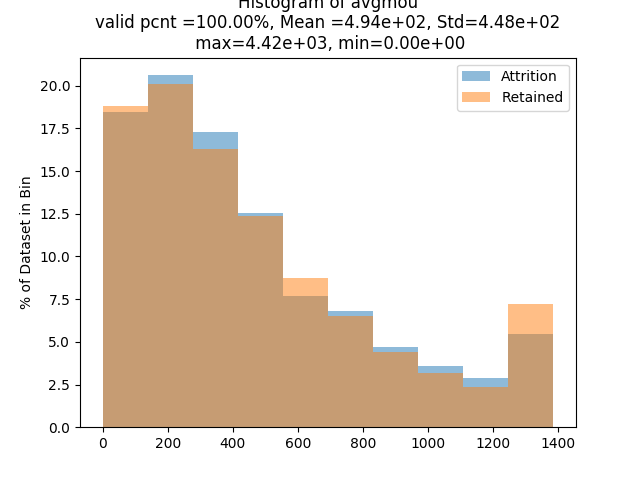 Histogram of avgmou
valid pcnt =100.00%, Mean =4.94e+02, Std=4.48e+02
max=4.42e+03, min=0.00e+00
Attrition
Retained
% of Dataset in Bin
20.0
17.5
15.0
12.5
10.0
7.5
5.0
2.5
0.0
0 200 400 600 800 1000 1200 1400